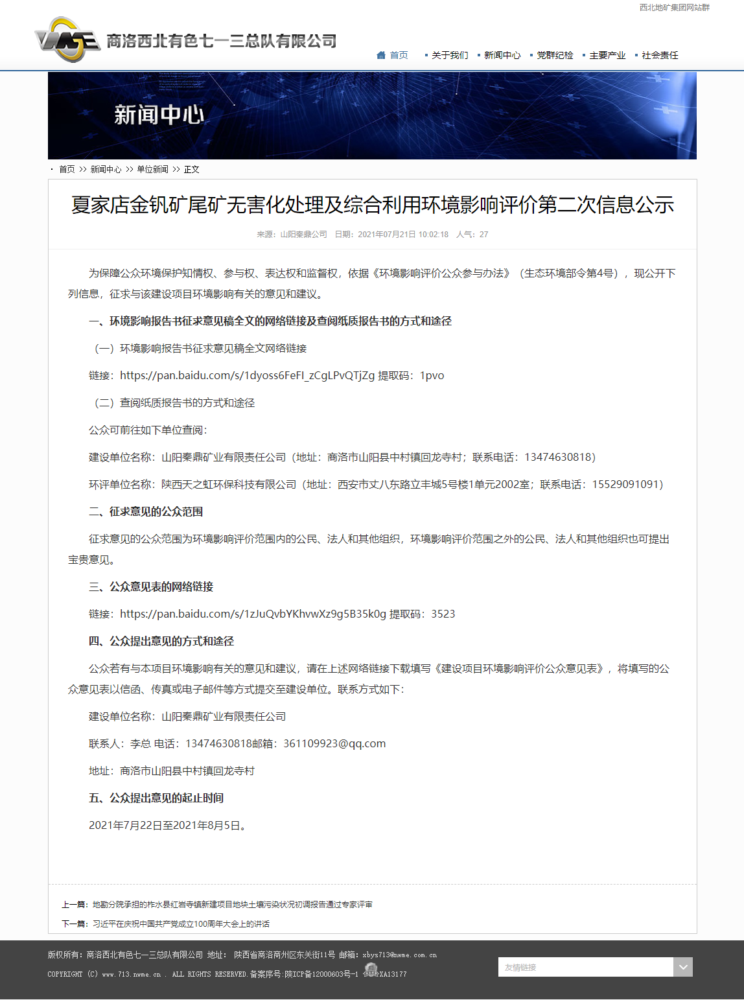 西北地矿集团网站群
商洛西北有色七一三总队有限公司
首页 关于我们 新闻中心 党群纪检 主要产业 社会责任
新闻中心
· 首页 >> 新闻中心 >> 单位新闻 >> 正文
夏家店金钒矿尾矿无害化处理及综合利用环境影响评价第二次信息公示
来源：山阳秦鼎公司 日期：2021年07月21日 10:02:18 人气：27
为保障公众环境保护知情权、参与权、表达权和监督权，依据《环境影响评价公众参与办法》（生态环境部令第4号），现公开下
列信息，征求与该建设项目环境影响有关的意见和建议。
一、环境影响报告书征求意见稿全文的网络链接及查阅纸质报告书的方式和途径
（一）环境影响报告书征求意见稿全文网络链接
链接：https://pan.baidu.com/s/1dyoss6FeFI_zCgLPvQTjZg 提取码：1pvo
（二）查阅纸质报告书的方式和途径
公众可前往如下单位查阅：
建设单位名称：山阳秦鼎矿业有限责任公司（地址：商洛市山阳县中村镇回龙寺村；联系电话：13474630818）
环评单位名称：陕西天之虹环保科技有限公司（地址：西安市丈八东路立丰城5号楼1单元2002室；联系电话：15529091091）
二、征求意见的公众范围
征求意见的公众范围为环境影响评价范围内的公民、法人和其他组织，环境影响评价范围之外的公民、法人和其他组织也可提出
宝贵意见。
三、公众意见表的网络链接
链接：https://pan.baidu.com/s/1zJuQvbYKhvwXz9g5B35k0g 提取码：3523
四、公众提出意见的方式和途径
公众若有与本项目环境影响有关的意见和建议，请在上述网络链接下载填写《建设项目环境影响评价公众意见表》，将填写的公
众意见表以信函、传真或电子邮件等方式提交至建设单位。联系方式如下：
建设单位名称：山阳秦鼎矿业有限责任公司
联系人：李总 电话：13474630818邮箱：361109923@qq.com
地址：商洛市山阳县中村镇回龙寺村
五、公众提出意见的起止时间
2021年7月22日至2021年8月5日。
上一篇：地勘分院承担的柞水县红岩寺镇新建项目地块土壤污染状况初调报告通过专家评审
下一篇：习近平在庆祝中国共产党成立100周年大会上的讲话
版权所有：商洛西北有色七一三总队有限公司 地址： 陕西省商洛商州区东关街11号 邮箱：xbys713@nwme.com.cn
COPYRIGHT (C) www.713.nwme.cn . ALL RIGHTS RESERVED.备案序号:陕ICP备12000603号-1 XA13177
友情链接